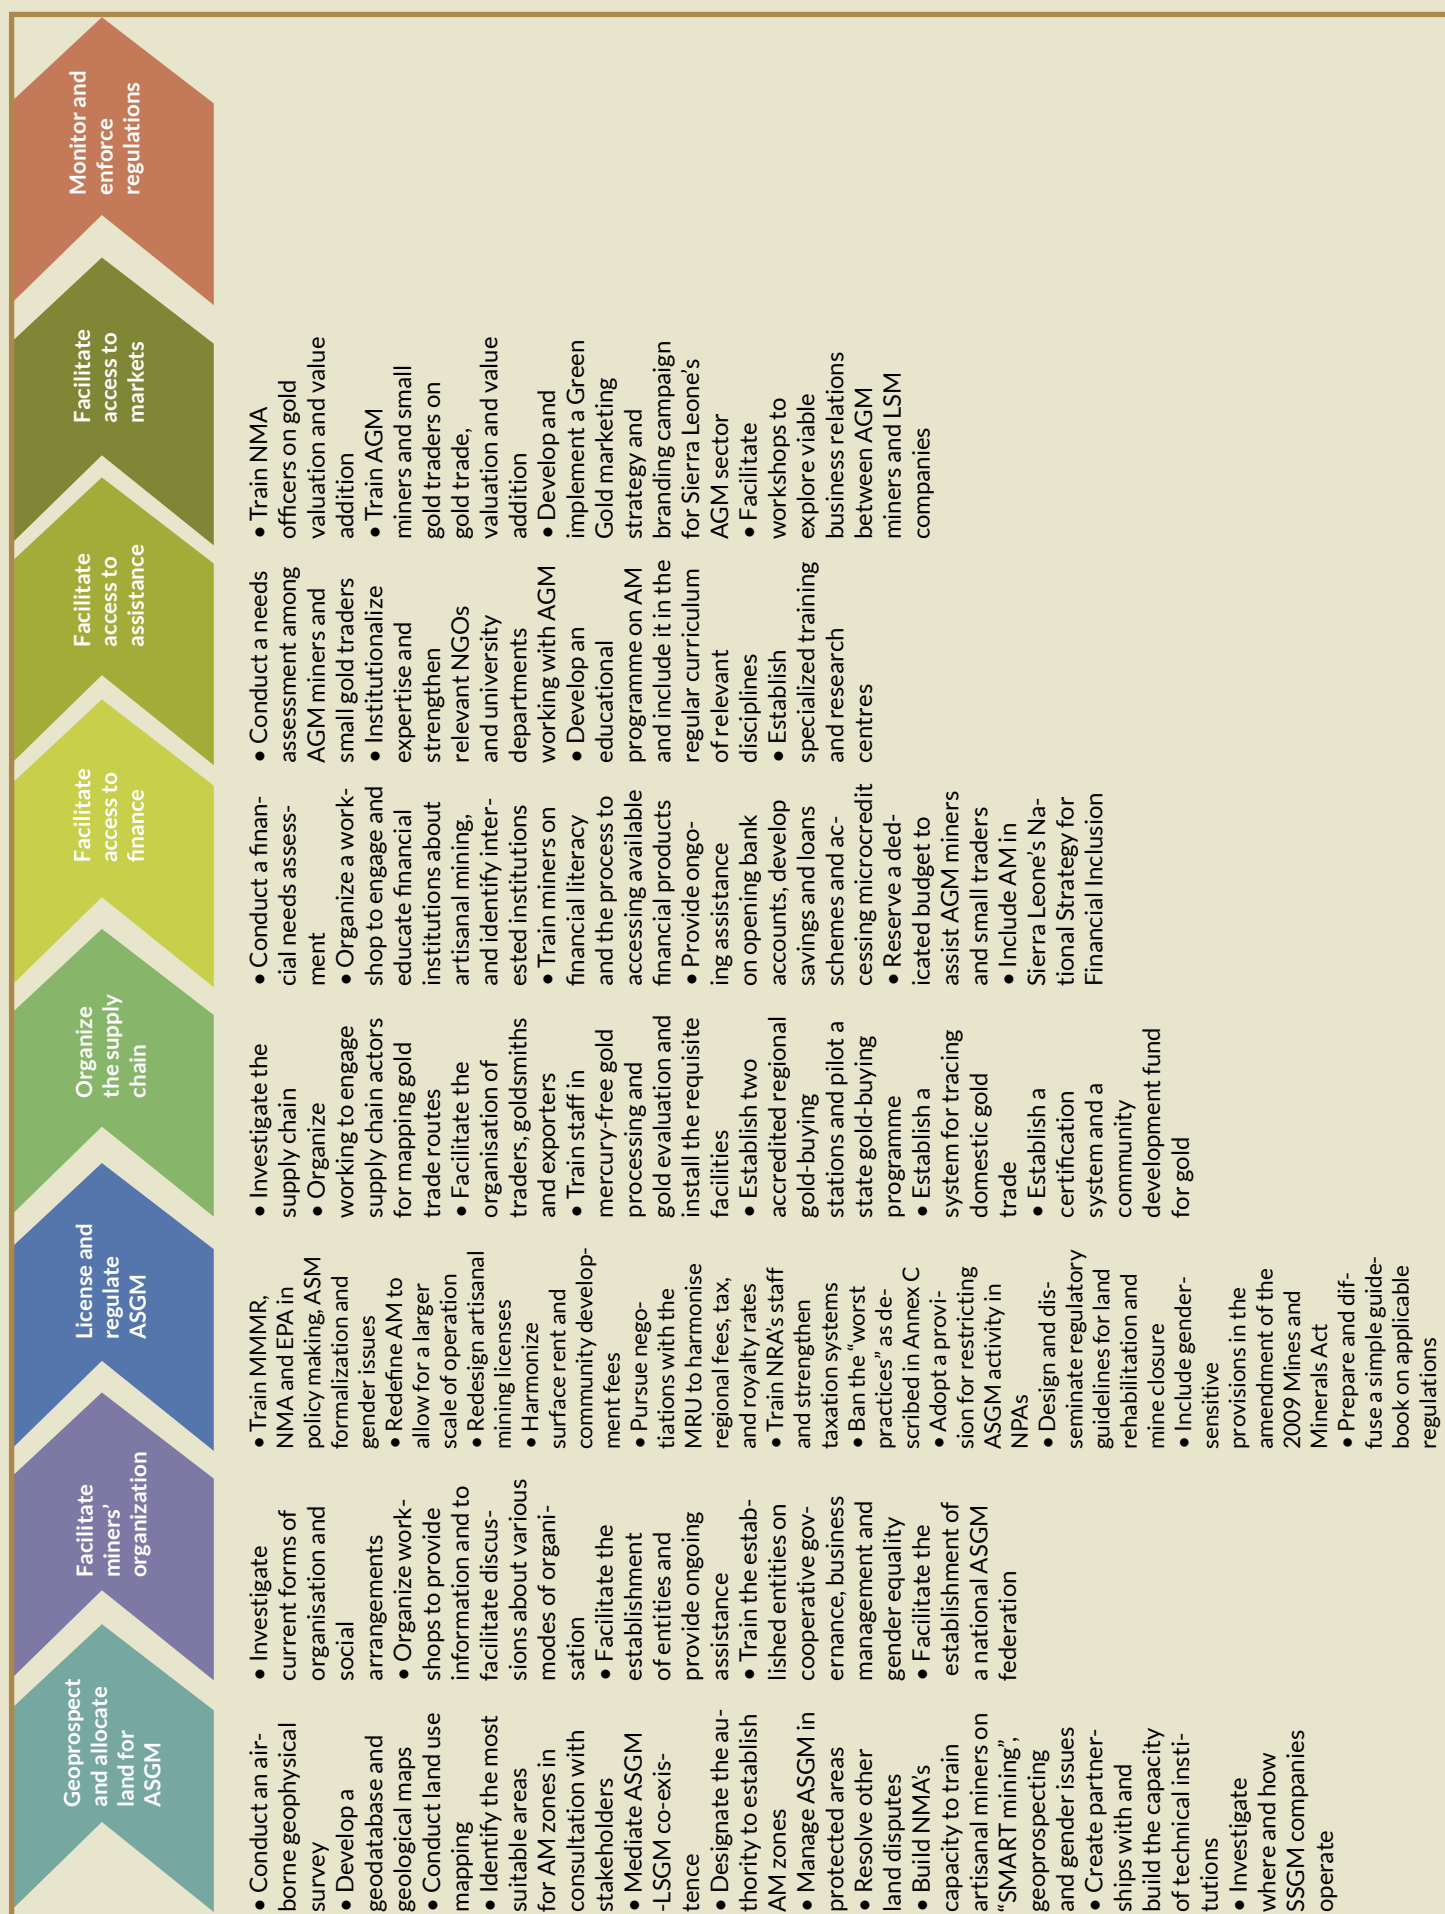 Geoprospect
and allocate
land for
ASGM
Facilitate
miners’
organization
License and
regulate
ASGM
Organize
the supply
chain
Facilitate
access to
finance
Facilitate
access to
assistance
Facilitate
access to
markets
Monitor and
enforce
regulations
• Conduct an air-
borne geophysical
survey
• Develop a
geodatabase and
geological maps
• Conduct land use
mapping
• Identify the most
suitable areas
for AM zones in
consultation with
stakeholders
• Mediate ASGM
-LSGM co-exis-
tence
• Designate the au-
thority to establish
AM zones
• Manage ASGM in
protected areas
• Resolve other
land disputes
• Build NMA’s
capacity to train
artisanal miners on
“SMART mining”,
geoprospecting
and gender issues
• Create partner-
ships with and
build the capacity
of technical insti-
tutions
• Investigate
where and how
SSGM companies
operate
• Investigate
current forms of
organisation and
social
arrangements
• Organize work-
shops to provide
information and to
facilitate discus-
sions about various
modes of organi-
sation
• Facilitate the
establishment
of entities and
provide ongoing
assistance
• Train the estab-
lished entities on
cooperative gov-
ernance, business
management and
gender equality
• Facilitate the
establishment of
a national ASGM
federation
• Train MMMR,
NMA and EPA in
policy making, ASM
formalization and
gender issues
• Redefine AM to
allow for a larger
scale of operation
• Redesign artisanal
mining licenses
• Harmonize
surface rent and
community develop-
ment fees
• Pursue nego-
tiations with the
MRU to harmonise
regional fees, tax,
and royalty rates
• Train NRA’s staff
and strengthen
taxation systems
• Ban the “worst
practices” as de-
scribed in Annex C
• Adopt a provi-
sion for restricting
ASGM activity in
NPAs
• Design and dis-
seminate regulatory
guidelines for land
rehabilitation and
mine closure
• Include gender-
sensitive
provisions in the
amendment of the
2009 Mines and
Minerals Act
• Prepare and dif-
fuse a simple guide-
book on applicable
regulations
• Investigate the
supply chain
• Organize
working to engage
supply chain actors
for mapping gold
trade routes
• Facilitate the
organisation of
traders, goldsmiths
and exporters
• Train staff in
mercury-free gold
processing and
gold evaluation and
install the requisite
facilities
• Establish two
accredited regional
gold-buying
stations and pilot a
state gold-buying
programme
• Establish a
system for tracing
domestic gold
trade
• Establish a
certification
system and a
community
development fund
for gold
• Conduct a finan-
cial needs assess-
ment
• Organize a work-
shop to engage and
educate financial
institutions about
artisanal mining,
and identify inter-
ested institutions
• Train miners on
financial literacy
and the process to
accessing available
financial products
• Provide ongo-
ing assistance
on opening bank
accounts, develop
savings and loans
schemes and ac-
cessing microcredit
• Reserve a ded-
icated budget to
assist AGM miners
and small traders
• Include AM in
Sierra Leone’s Na-
tional Strategy for
Financial Inclusion
• Conduct a needs
assessment among
AGM miners and
small gold traders
• Institutionalize
expertise and
strengthen
relevant NGOs
and university
departments
working with AGM
• Develop an
educational
programme on AM
and include it in the
regular curriculum
of relevant
disciplines
• Establish
specialized training
and research
centres
• Train NMA
officers on gold
valuation and value
addition
• Train AGM
miners and small
gold traders on
gold trade,
valuation and value
addition
• Develop and
implement a Green
Gold marketing
strategy and
branding campaign
for Sierra Leone’s
AGM sector
• Facilitate
workshops to
explore viable
business relations
between AGM
miners and LSM
companies